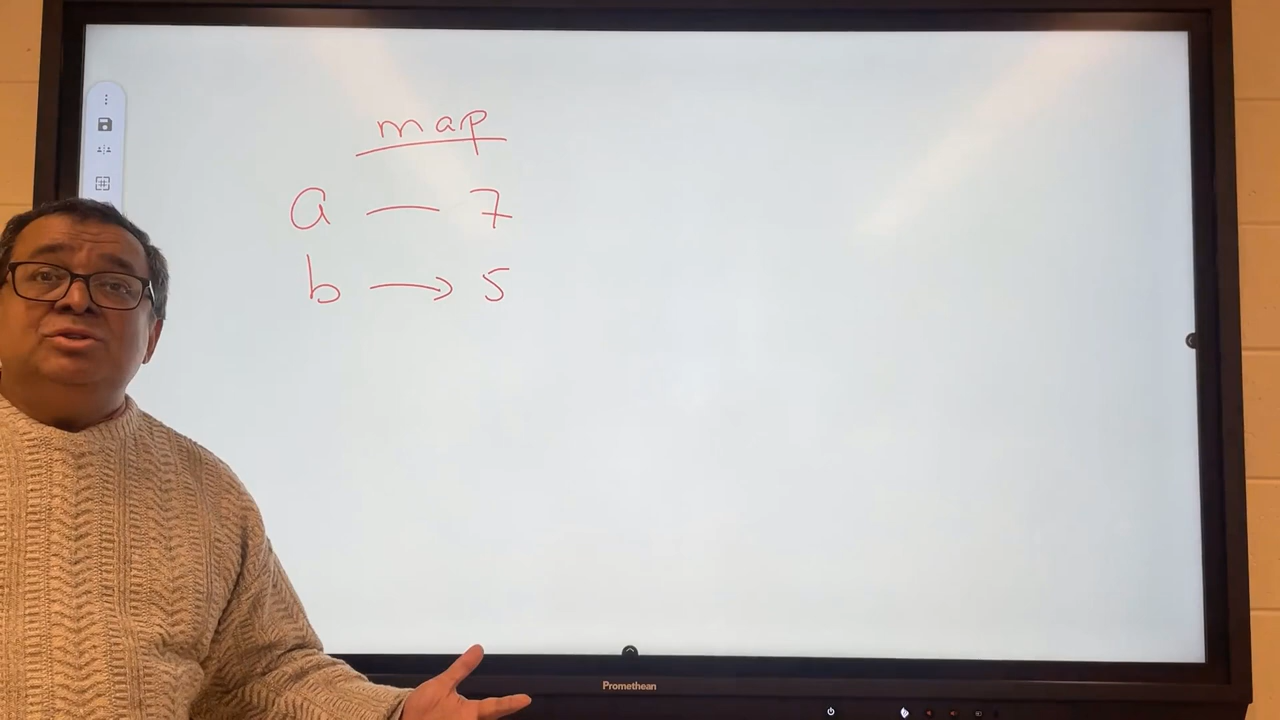 map
a — 7
b → 5
Promethean